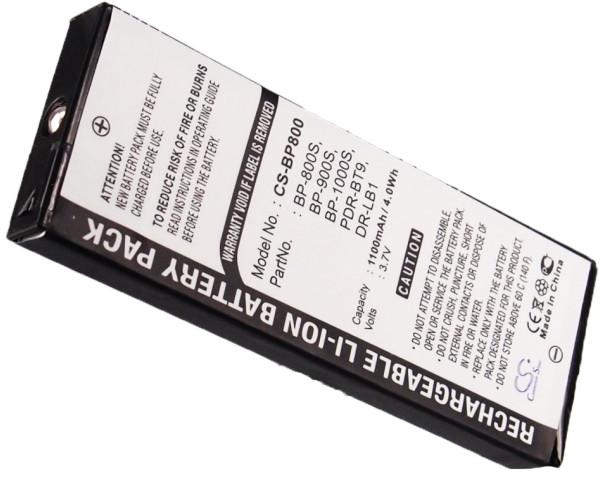 +
ATTENTION!
NEW BATTERY PACK MUST BE FULLY
CHARGED BEFORE USE.
TO REDUCE RISK OF FIRE OR BURNS
READ BATTERY OPERATING GUIDE
BEFORE USING.
WARRANTY VOID IF LABEL IS REMOVED
Model No. : CS-BP800
PartNo. : BP-800S,
BP-900S,
BP-1000S,
PDR-BT9,
DR-LB1
Capacity : 1100mAh/4.0Wh
Volts : 3.7V
CAUTION
• DO NOT ATTEMPT TO DISASSEMBLE.
OPEN OR SERVICE THE BATTERY PACK.
• DO NOT CRUSH, PUNCTURE, SHORT
EXTERNAL CONTACTS OR DISPOSE OF
IN FIRE OR WATER.
• REPLACE ONLY WITH THE BATTERY
PACK DESIGNATED FOR THE PRODUCT.
• DO NOT STORE ABOVE 60 C (140 F).
CE
Made In China
CS
RECHARGEABLE LI-ION BATTERY PACK